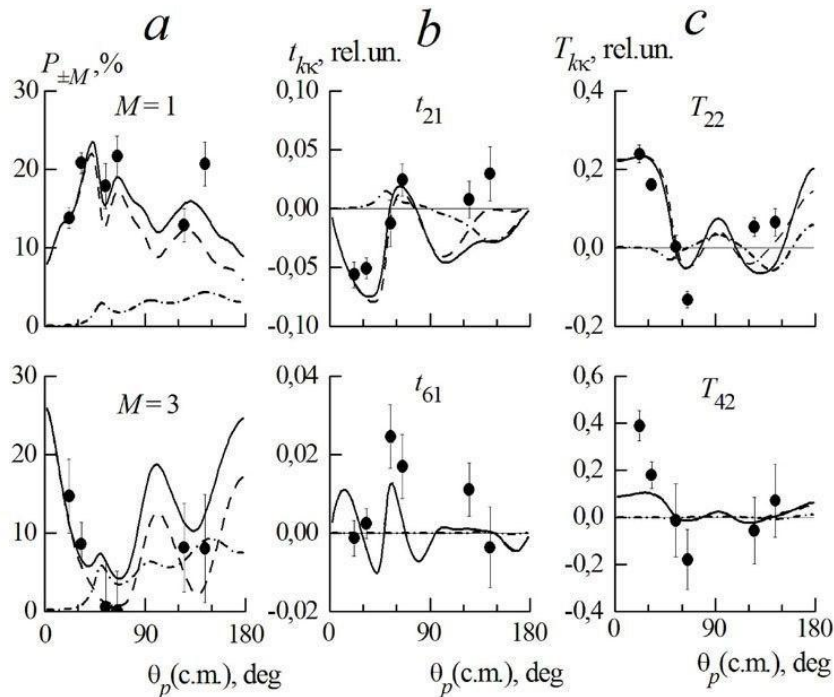 a b c
P±M,% tkκ, rel.un. Tkκ, rel.un.
30 0,10 0,4
M = 1 t21 T22
20 0,05 0,2
0,00
10 0,0
-0,05
0 -0,10 -0,2
30 0,04 0,6
M = 3 t61 T42
0,4
20 0,02
0,2
10 0,00 0,0
-0,2
0 -0,02 -0,4
0 90 180 0 90 180 0 90 180
θp(c.m.), deg θp(c.m.), deg θp(c.m.), deg